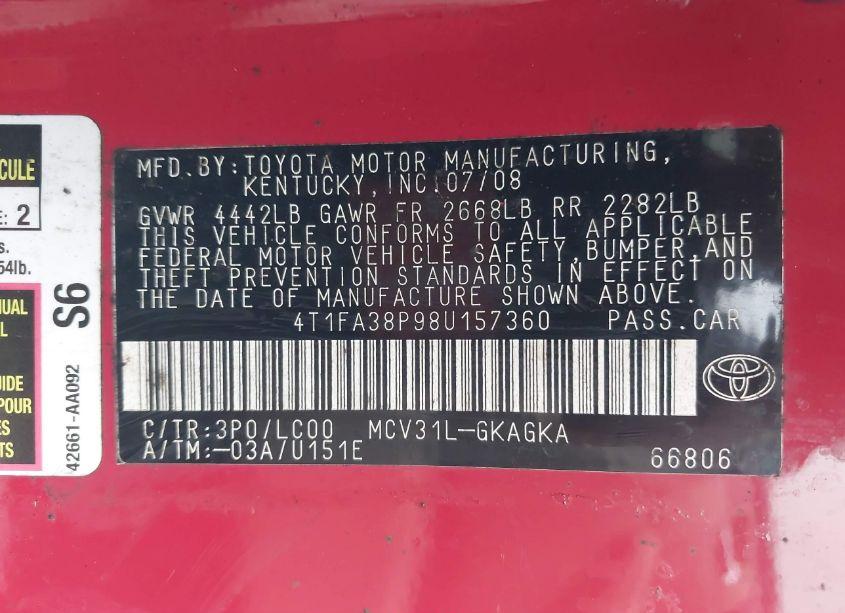 CULE
E: 2
s.
54lb.
NUAL
L
UIDE
POUR
ES
TS
S6
42661-AA092
MFD.BY:TOYOTA MOTOR MANUFACTURING,
KENTUCKY,INC.07/08
GVWR 4442LB GAWR FR 2668LB RR 2282LB
THIS VEHICLE CONFORMS TO ALL APPLICABLE
FEDERAL MOTOR VEHICLE SAFETY,BUMPER,AND
THEFT PREVENTION STANDARDS IN EFFECT ON
THE DATE OF MANUFACTURE SHOWN ABOVE.
4T1FA38P98U157360 PASS.CAR
C/TR:3P0/LC00 MCV31L-GKAGKA
A/TM:-03A/U151E
66806